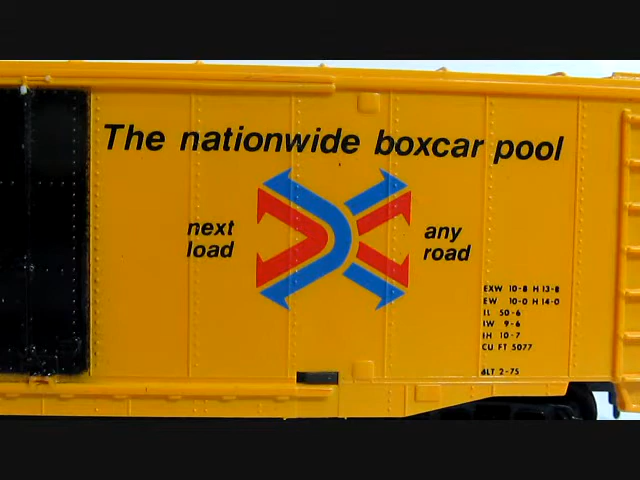 The nationwide boxcar pool
next
load
any
road
EXW 10-8 H 13-8
EW 10-0 H 14-0
IL 50-6
IW 9-6
IH 10-7
CU FT 5077
BLT 2-75